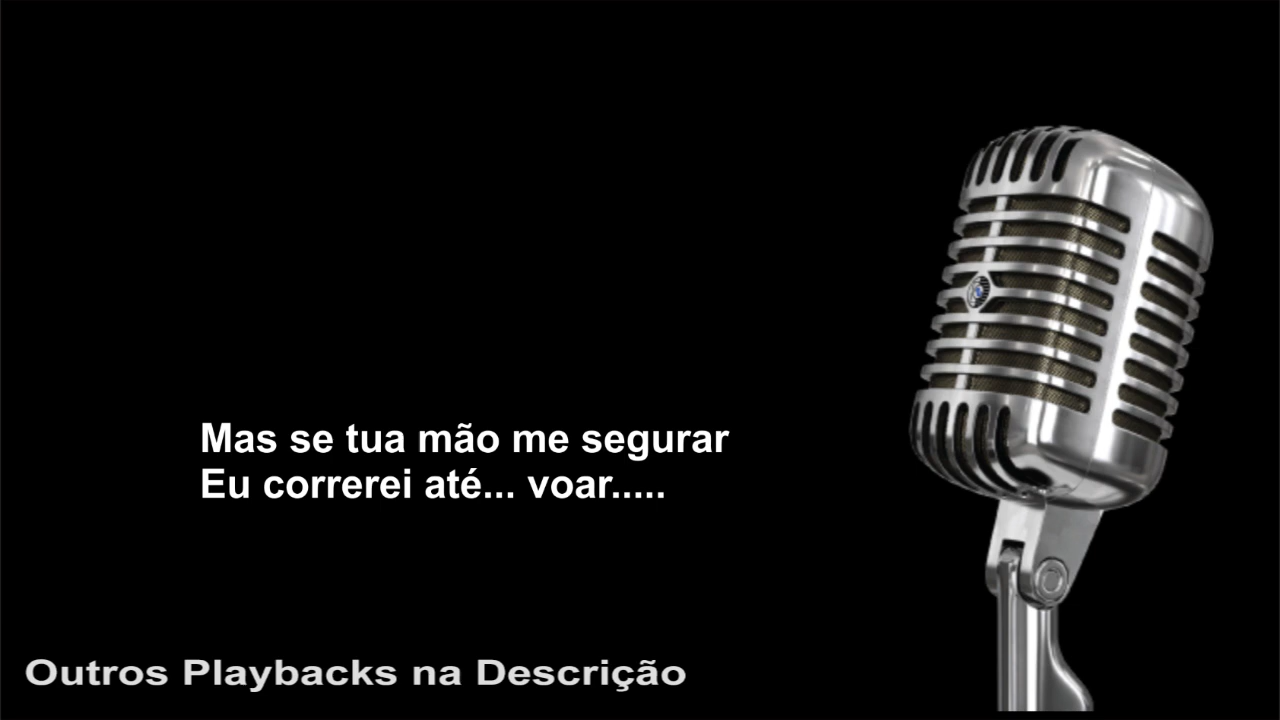 Mas se tua mão me segurar
Eu correrei até... voar.....
Outros Playbacks na Descrição